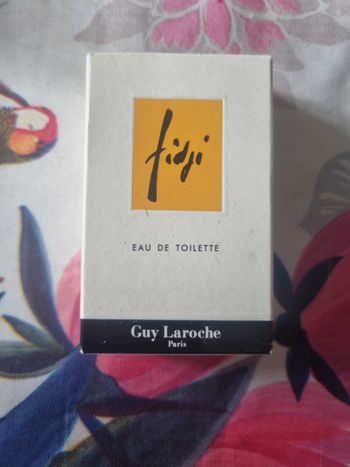 fidji
EAU DE TOILETTE
Guy Laroche
Paris